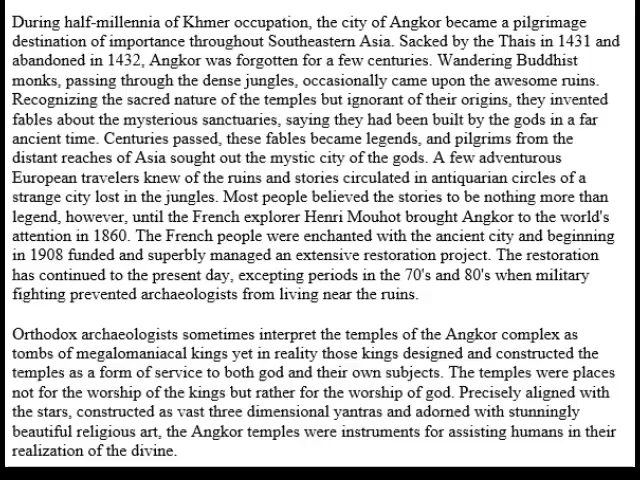 During half-millennia of Khmer occupation, the city of Angkor became a pilgrimage
destination of importance throughout Southeastern Asia. Sacked by the Thais in 1431 and
abandoned in 1432, Angkor was forgotten for a few centuries. Wandering Buddhist
monks, passing through the dense jungles, occasionally came upon the awesome ruins.
Recognizing the sacred nature of the temples but ignorant of their origins, they invented
fables about the mysterious sanctuaries, saying they had been built by the gods in a far
ancient time. Centuries passed, these fables became legends, and pilgrims from the
distant reaches of Asia sought out the mystic city of the gods. A few adventurous
European travelers knew of the ruins and stories circulated in antiquarian circles of a
strange city lost in the jungles. Most people believed the stories to be nothing more than
legend, however, until the French explorer Henri Mouhot brought Angkor to the world's
attention in 1860. The French people were enchanted with the ancient city and beginning
in 1908 funded and superbly managed an extensive restoration project. The restoration
has continued to the present day, excepting periods in the 70's and 80's when military
fighting prevented archaeologists from living near the ruins.
Orthodox archaeologists sometimes interpret the temples of the Angkor complex as
tombs of megalomaniacal kings yet in reality those kings designed and constructed the
temples as a form of service to both god and their own subjects. The temples were places
not for the worship of the kings but rather for the worship of god. Precisely aligned with
the stars, constructed as vast three dimensional yantras and adorned with stunningly
beautiful religious art, the Angkor temples were instruments for assisting humans in their
realization of the divine.